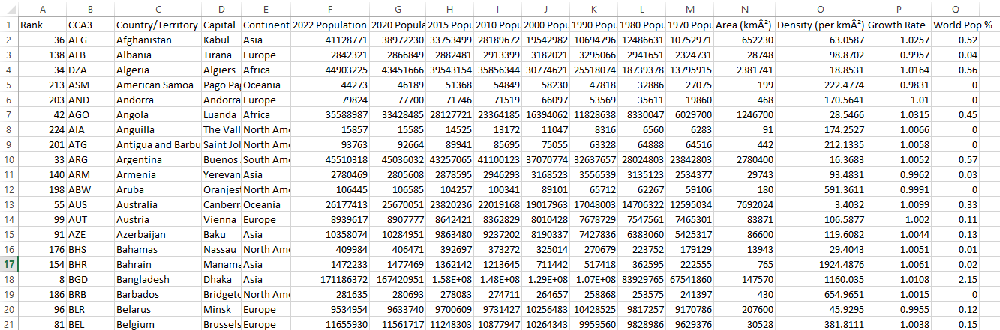 A B C D E F G H I J K L M N O P Q
1 Rank CCA3 Country/Territory Capital Continent 2022 Population 2020 Popula 2015 Popu 2010 Popu 2000 Popu 1990 Popu 1980 Popu 1970 Popu Area (kmÂ²) Density (per kmÂ²) Growth Rate World Pop %
2 36 AFG Afghanistan Kabul Asia 41128771 38972230 33753499 28189672 19542982 10694796 12486631 10752971 652230 63.0587 1.0257 0.52
3 138 ALB Albania Tirana Europe 2842321 2866849 2882481 2913399 3182021 3295066 2941651 2324731 28748 98.8702 0.9957 0.04
4 34 DZA Algeria Algiers Africa 44903225 43451666 39543154 35856344 30774621 25518074 18739378 13795915 2381741 18.8531 1.0164 0.56
5 213 ASM American Samoa Pago Pa Oceania 44273 46189 51368 54849 58230 47818 32886 27075 199 222.4774 0.9831 0
6 203 AND Andorra Andorra Europe 79824 77700 71746 71519 66097 53569 35611 19860 468 170.5641 1.01 0
7 42 AGO Angola Luanda Africa 35588987 33428485 28127721 23364185 16394062 11828638 8330047 6029700 1246700 28.5466 1.0315 0.45
8 224 AIA Anguilla The Vall North Ame 15857 15585 14525 13172 11047 8316 6560 6283 91 174.2527 1.0066 0
9 201 ATG Antigua and Barbu Saint Jo North Ame 93763 92664 89941 85695 75055 63328 64888 64516 442 212.1335 1.0058 0
10 33 ARG Argentina Buenos South Ame 45510318 45036032 43257065 41100123 37070774 32637657 28024803 23842803 2780400 16.3683 1.0052 0.57
11 140 ARM Armenia Yerevan Asia 2780469 2805608 2878595 2946293 3168523 3556539 3135123 2534377 29743 93.4831 0.9962 0.03
12 198 ABW Aruba Oranjes North Ame 106445 106585 104257 100341 89101 65712 62267 59106 180 591.3611 0.9991 0
13 55 AUS Australia Canberr Oceania 26177413 25670051 23820236 22019168 19017963 17048003 14706322 12595034 7692024 3.4032 1.0099 0.33
14 99 AUT Austria Vienna Europe 8939617 8907777 8642421 8362829 8010428 7678729 7547561 7465301 83871 106.5877 1.002 0.11
15 91 AZE Azerbaijan Baku Asia 10358074 10284951 9863480 9237202 8190337 7427836 6383060 5425317 86600 119.6082 1.0044 0.13
16 176 BHS Bahamas Nassau North Ame 409984 406471 392697 373272 325014 270679 223752 179129 13943 29.4043 1.0051 0.01
17 154 BHR Bahrain Manama Asia 1472233 1477469 1362142 1213645 711442 517418 362595 222555 765 1924.4876 1.0061 0.02
18 8 BGD Bangladesh Dhaka Asia 171186372 167420951 1.58E+08 1.48E+08 1.29E+08 1.07E+08 83929765 67541860 147570 1160.035 1.0108 2.15
19 186 BRB Barbados Bridgeto North Ame 281635 280693 278083 274711 264657 258868 253575 241397 430 654.9651 1.0015 0
20 96 BLR Belarus Minsk Europe 9534954 9633740 9700609 9731427 10256483 10428525 9817257 9170786 207600 45.9295 0.9955 0.12
21 81 BEL Belgium Brussels Europe 11655930 11561717 11248303 10877947 10264343 9959560 9828986 9629376 30528 381.8111 1.0038 0.15